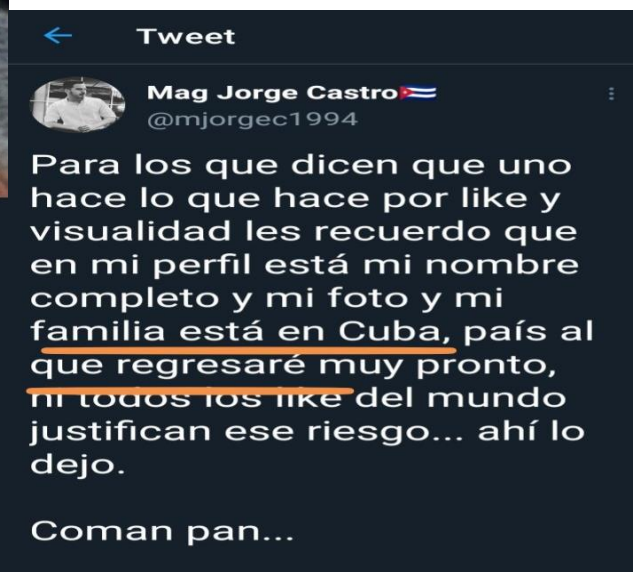 Tweet
Mag Jorge Castro🇨🇺
@mjorgec1994
Para los que dicen que uno
hace lo que hace por like y
visualidad les recuerdo que
en mi perfil está mi nombre
completo y mi foto y mi
familia está en Cuba, país al
que regresaré muy pronto,
ni todos los like del mundo
justifican ese riesgo... ahí lo
dejo.
Coman pan...